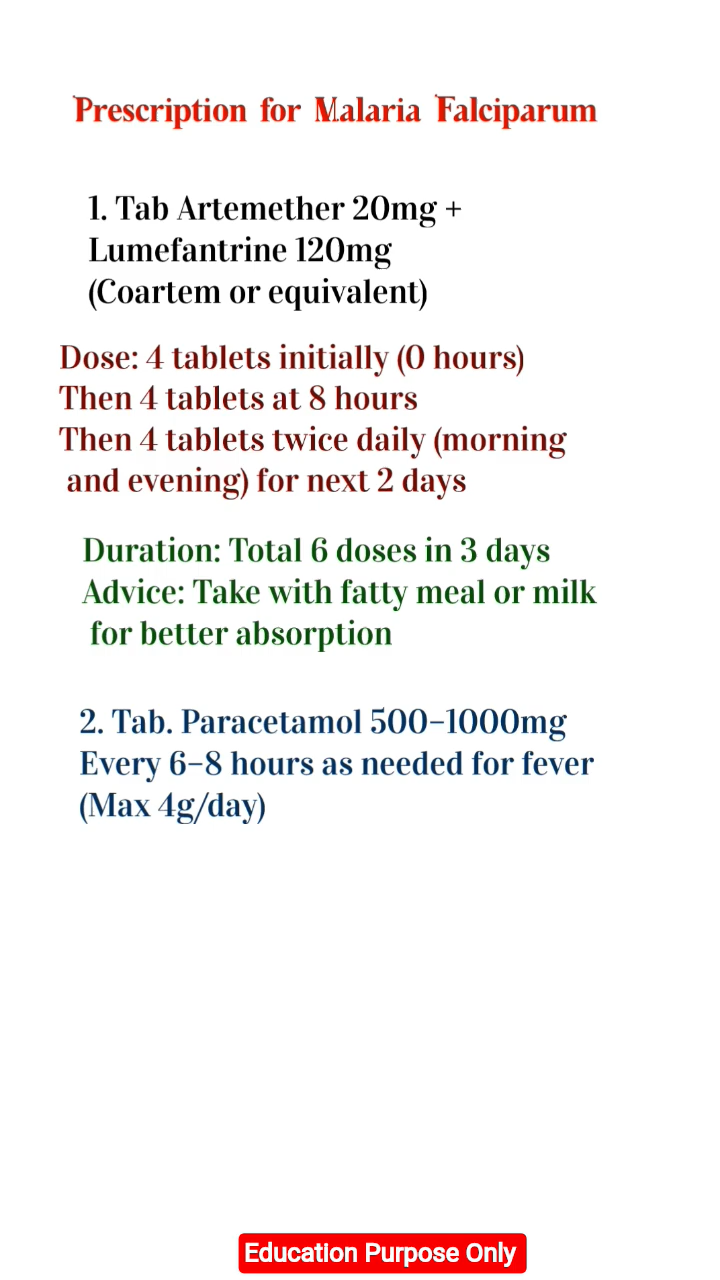 Prescription for Malaria Falciparum
1. Tab Artemether 20mg +
Lumefantrine 120mg
(Coartem or equivalent)
Dose: 4 tablets initially (0 hours)
Then 4 tablets at 8 hours
Then 4 tablets twice daily (morning
and evening) for next 2 days
Duration: Total 6 doses in 3 days
Advice: Take with fatty meal or milk
for better absorption
2. Tab. Paracetamol 500–1000mg
Every 6–8 hours as needed for fever
(Max 4g/day)
Education Purpose Only